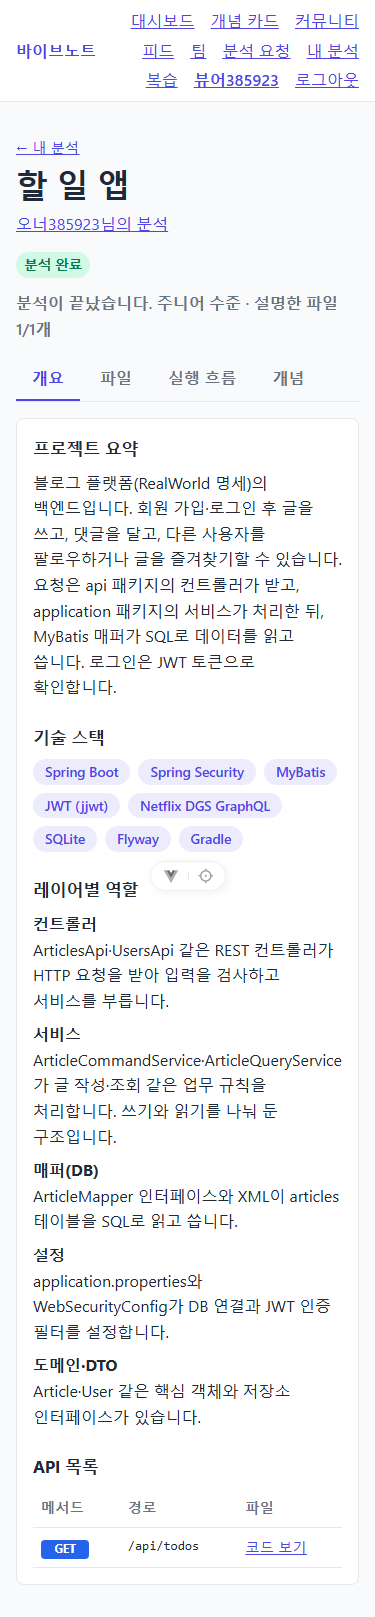 바이브노트
대시보드 개념 카드 커뮤니티
피드 팀 분석 요청 내 분석
복습 뷰어385923 로그아웃
← 내 분석
할 일 앱
오너385923님의 분석
분석 완료
분석이 끝났습니다. 주니어 수준 · 설명한 파일
1/1개
개요 파일 실행 흐름 개념
프로젝트 요약
블로그 플랫폼(RealWorld 명세)의
백엔드입니다. 회원 가입·로그인 후 글을
쓰고, 댓글을 달고, 다른 사용자를
팔로우하거나 글을 즐겨찾기할 수 있습니다.
요청은 api 패키지의 컨트롤러가 받고,
application 패키지의 서비스가 처리한 뒤,
MyBatis 매퍼가 SQL로 데이터를 읽고
씁니다. 로그인은 JWT 토큰으로
확인합니다.
기술 스택
Spring Boot Spring Security MyBatis
JWT (jjwt) Netflix DGS GraphQL
SQLite Flyway Gradle
레이어별 역할
컨트롤러
ArticlesApi·UsersApi 같은 REST 컨트롤러가
HTTP 요청을 받아 입력을 검사하고
서비스를 부릅니다.
서비스
ArticleCommandService·ArticleQueryService
가 글 작성·조회 같은 업무 규칙을
처리합니다. 쓰기와 읽기를 나눠 둔
구조입니다.
매퍼(DB)
ArticleMapper 인터페이스와 XML이 articles
테이블을 SQL로 읽고 씁니다.
설정
application.properties와
WebSecurityConfig가 DB 연결과 JWT 인증
필터를 설정합니다.
도메인·DTO
Article·User 같은 핵심 객체와 저장소
인터페이스가 있습니다.
API 목록
메서드 경로 파일
GET /api/todos 코드 보기